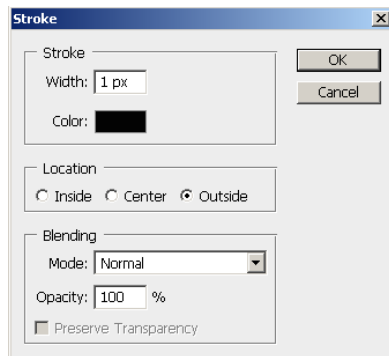 Stroke
Stroke
Width: 1 px
Color:
OK
Cancel
Location
Inside Center Outside
Blending
Mode: Normal
Opacity: 100 %
Preserve Transparency